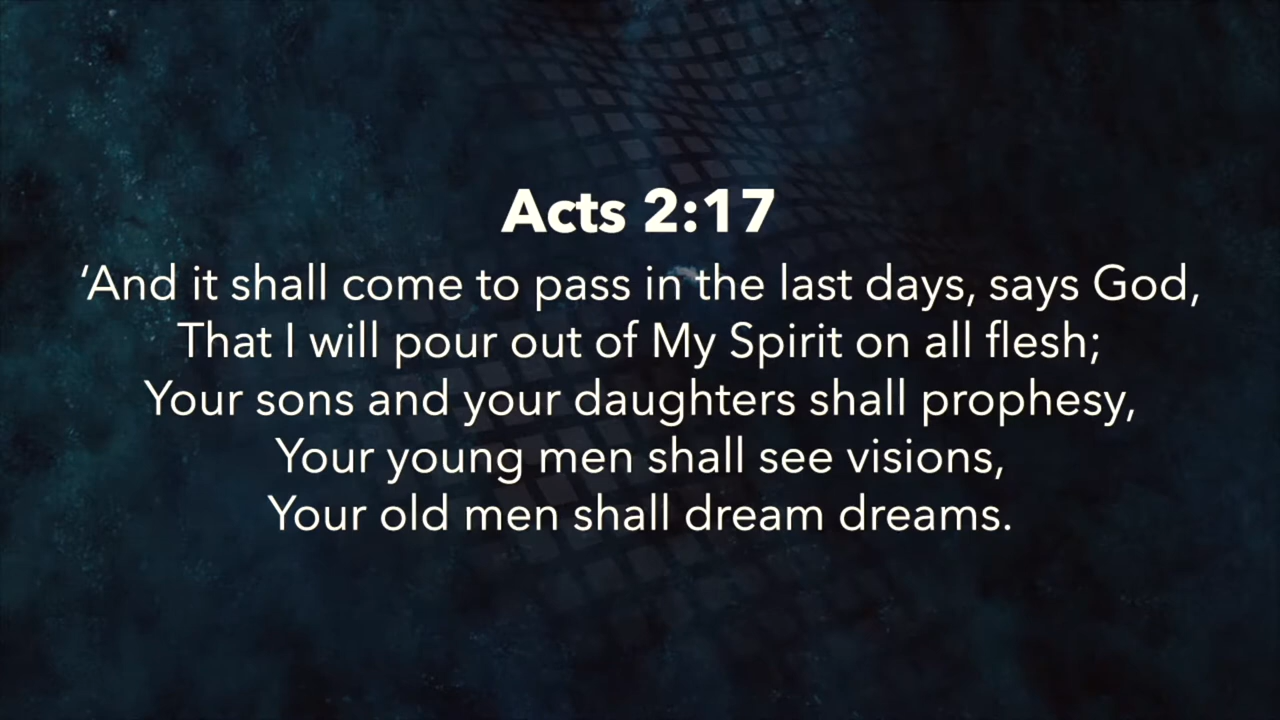 Acts 2:17
‘And it shall come to pass in the last days, says God,
That I will pour out of My Spirit on all flesh;
Your sons and your daughters shall prophesy,
Your young men shall see visions,
Your old men shall dream dreams.